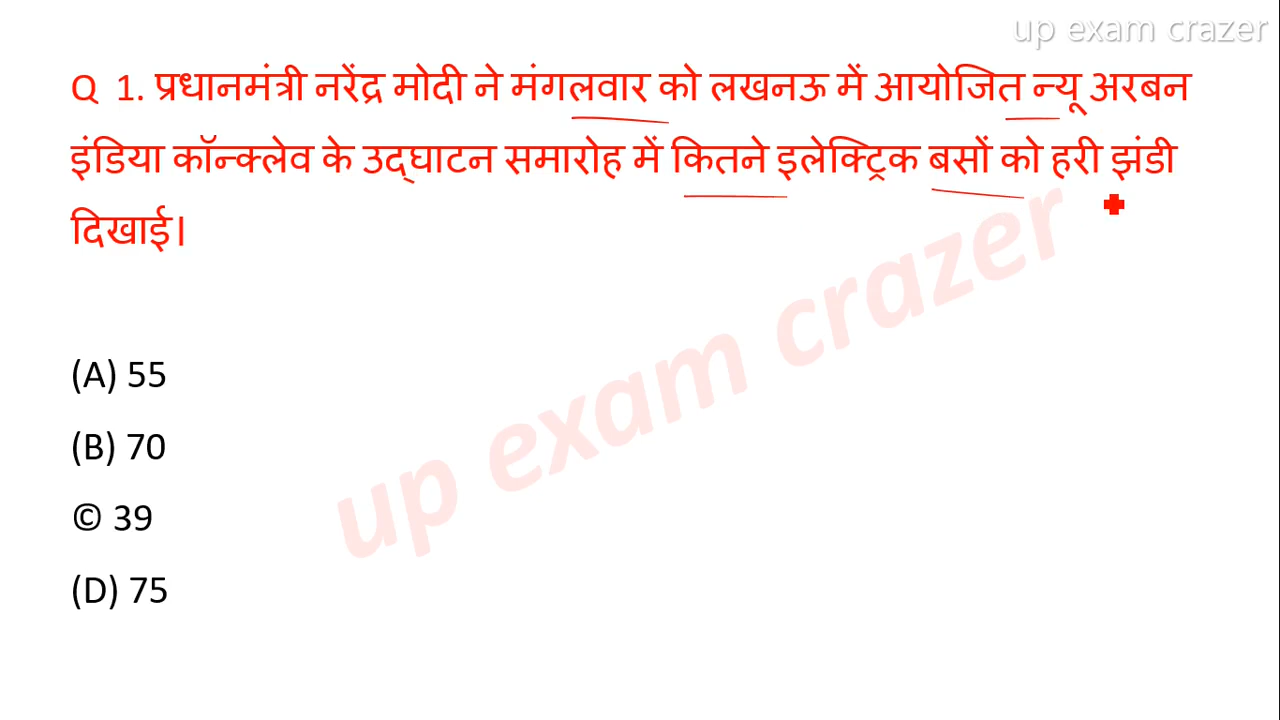 up exam crazer
Q 1. प्रधानमंत्री नरेंद्र मोदी ने मंगलवार को लखनऊ में आयोजित न्यू अरबन
इंडिया कॉन्क्लेव के उद्घाटन समारोह में कितने इलेक्ट्रिक बसों को हरी झंडी
दिखाई।
up exam crazer
(A) 55
(B) 70
© 39
(D) 75